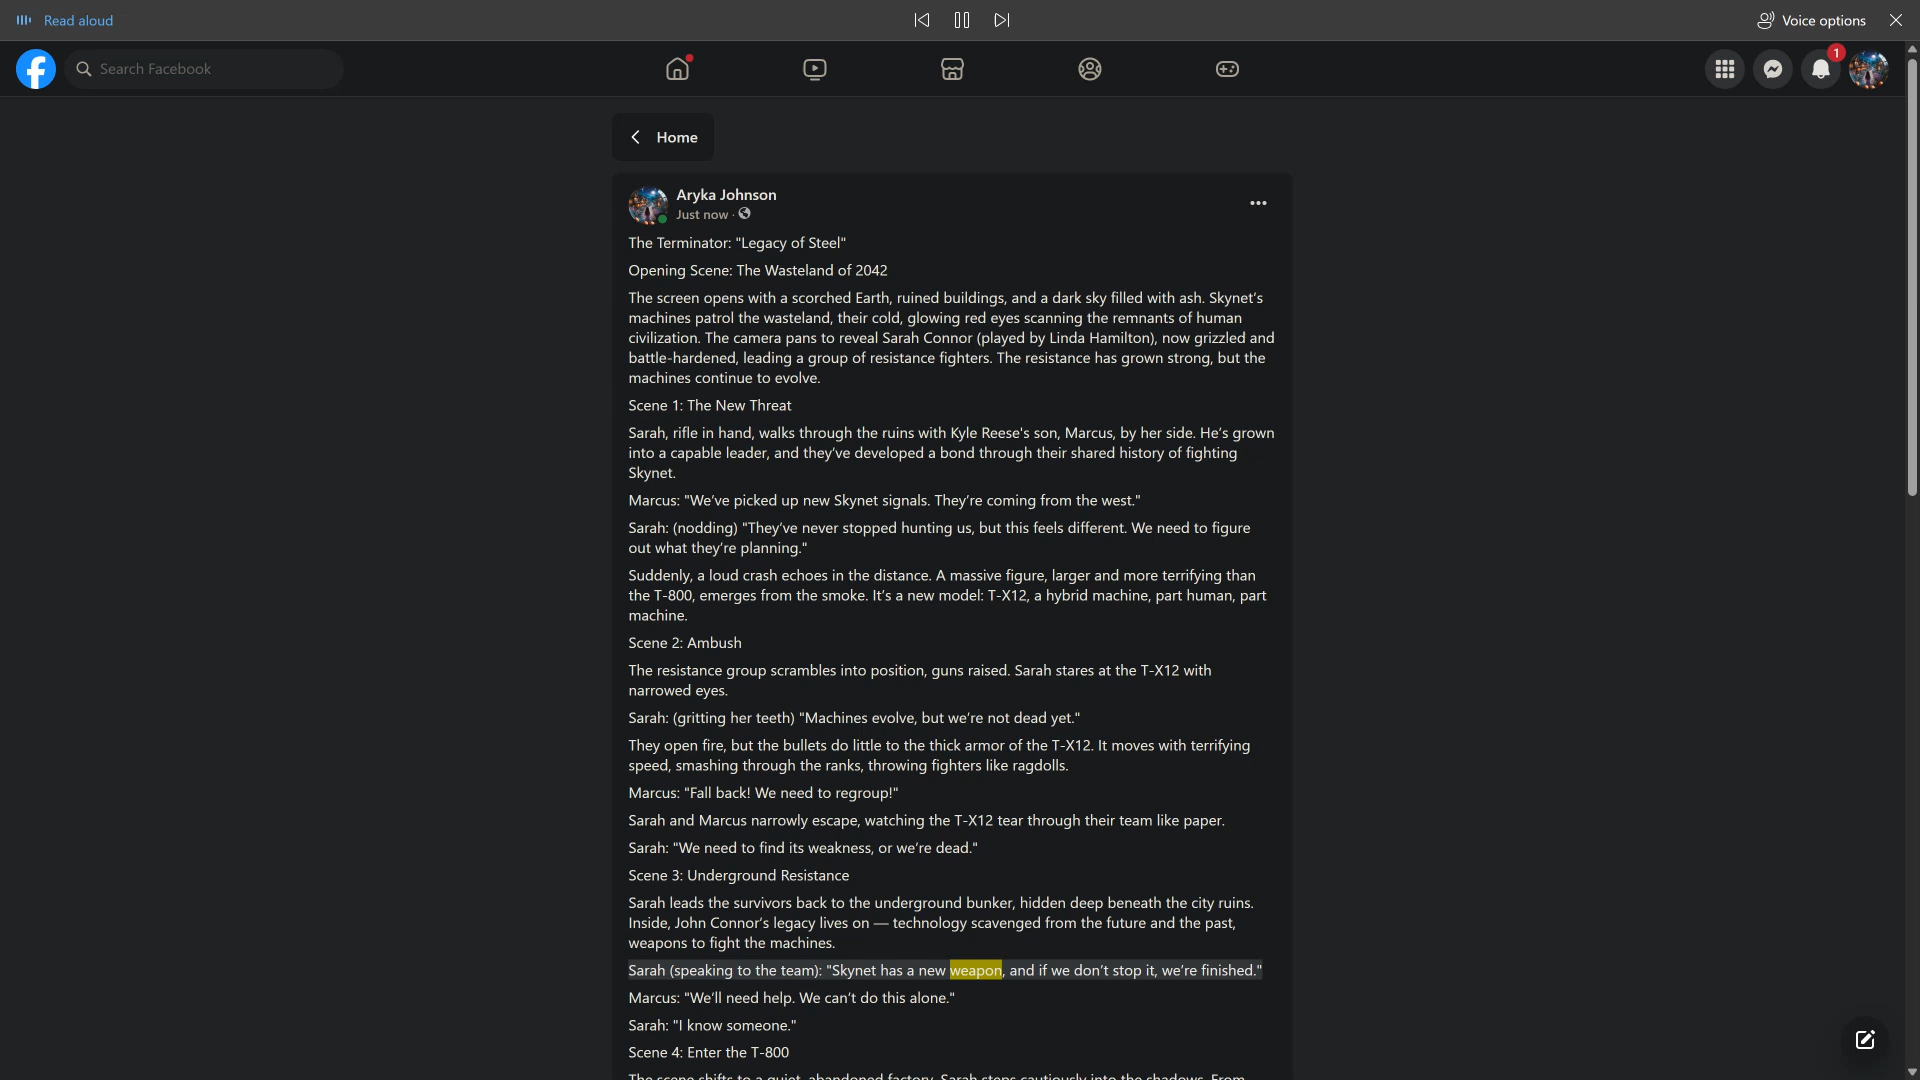 Read aloud
Voice options
Search Facebook
1
Home
Aryka Johnson
Just now ·
The Terminator: "Legacy of Steel"
Opening Scene: The Wasteland of 2042
The screen opens with a scorched Earth, ruined buildings, and a dark sky filled with ash. Skynet’s
machines patrol the wasteland, their cold, glowing red eyes scanning the remnants of human
civilization. The camera pans to reveal Sarah Connor (played by Linda Hamilton), now grizzled and
battle-hardened, leading a group of resistance fighters. The resistance has grown strong, but the
machines continue to evolve.
Scene 1: The New Threat
Sarah, rifle in hand, walks through the ruins with Kyle Reese's son, Marcus, by her side. He’s grown
into a capable leader, and they’ve developed a bond through their shared history of fighting
Skynet.
Marcus: "We’ve picked up new Skynet signals. They’re coming from the west."
Sarah: (nodding) "They’ve never stopped hunting us, but this feels different. We need to figure
out what they’re planning."
Suddenly, a loud crash echoes in the distance. A massive figure, larger and more terrifying than
the T-800, emerges from the smoke. It’s a new model: T-X12, a hybrid machine, part human, part
machine.
Scene 2: Ambush
The resistance group scrambles into position, guns raised. Sarah stares at the T-X12 with
narrowed eyes.
Sarah: (gritting her teeth) "Machines evolve, but we’re not dead yet."
They open fire, but the bullets do little to the thick armor of the T-X12. It moves with terrifying
speed, smashing through the ranks, throwing fighters like ragdolls.
Marcus: "Fall back! We need to regroup!"
Sarah and Marcus narrowly escape, watching the T-X12 tear through their team like paper.
Sarah: "We need to find its weakness, or we’re dead."
Scene 3: Underground Resistance
Sarah leads the survivors back to the underground bunker, hidden deep beneath the city ruins.
Inside, John Connor’s legacy lives on — technology scavenged from the future and the past,
weapons to fight the machines.
Sarah (speaking to the team): "Skynet has a new weapon, and if we don’t stop it, we’re finished."
Marcus: "We’ll need help. We can’t do this alone."
Sarah: "I know someone."
Scene 4: Enter the T-800
The scene shifts to a quiet, abandoned factory. Sarah steps cautiously into the shadows. From